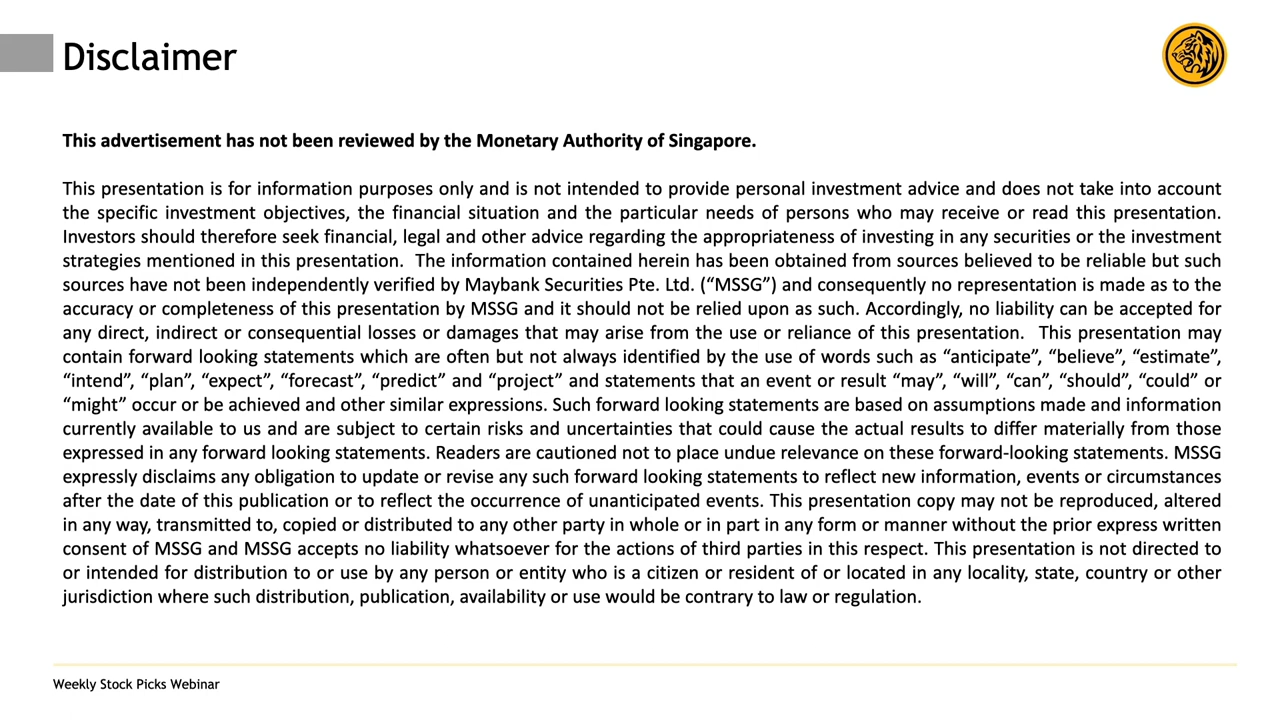 Disclaimer
This advertisement has not been reviewed by the Monetary Authority of Singapore.
This presentation is for information purposes only and is not intended to provide personal investment advice and does not take into account
the specific investment objectives, the financial situation and the particular needs of persons who may receive or read this presentation.
Investors should therefore seek financial, legal and other advice regarding the appropriateness of investing in any securities or the investment
strategies mentioned in this presentation.  The information contained herein has been obtained from sources believed to be reliable but such
sources have not been independently verified by Maybank Securities Pte. Ltd. (“MSSG”) and consequently no representation is made as to the
accuracy or completeness of this presentation by MSSG and it should not be relied upon as such. Accordingly, no liability can be accepted for
any direct, indirect or consequential losses or damages that may arise from the use or reliance of this presentation.  This presentation may
contain forward looking statements which are often but not always identified by the use of words such as “anticipate”, “believe”, “estimate”,
“intend”, “plan”, “expect”, “forecast”, “predict” and “project” and statements that an event or result “may”, “will”, “can”, “should”, “could” or
“might” occur or be achieved and other similar expressions. Such forward looking statements are based on assumptions made and information
currently available to us and are subject to certain risks and uncertainties that could cause the actual results to differ materially from those
expressed in any forward looking statements. Readers are cautioned not to place undue relevance on these forward-looking statements. MSSG
expressly disclaims any obligation to update or revise any such forward looking statements to reflect new information, events or circumstances
after the date of this publication or to reflect the occurrence of unanticipated events. This presentation copy may not be reproduced, altered
in any way, transmitted to, copied or distributed to any other party in whole or in part in any form or manner without the prior express written
consent of MSSG and MSSG accepts no liability whatsoever for the actions of third parties in this respect. This presentation is not directed to
or intended for distribution to or use by any person or entity who is a citizen or resident of or located in any locality, state, country or other
jurisdiction where such distribution, publication, availability or use would be contrary to law or regulation.
Weekly Stock Picks Webinar